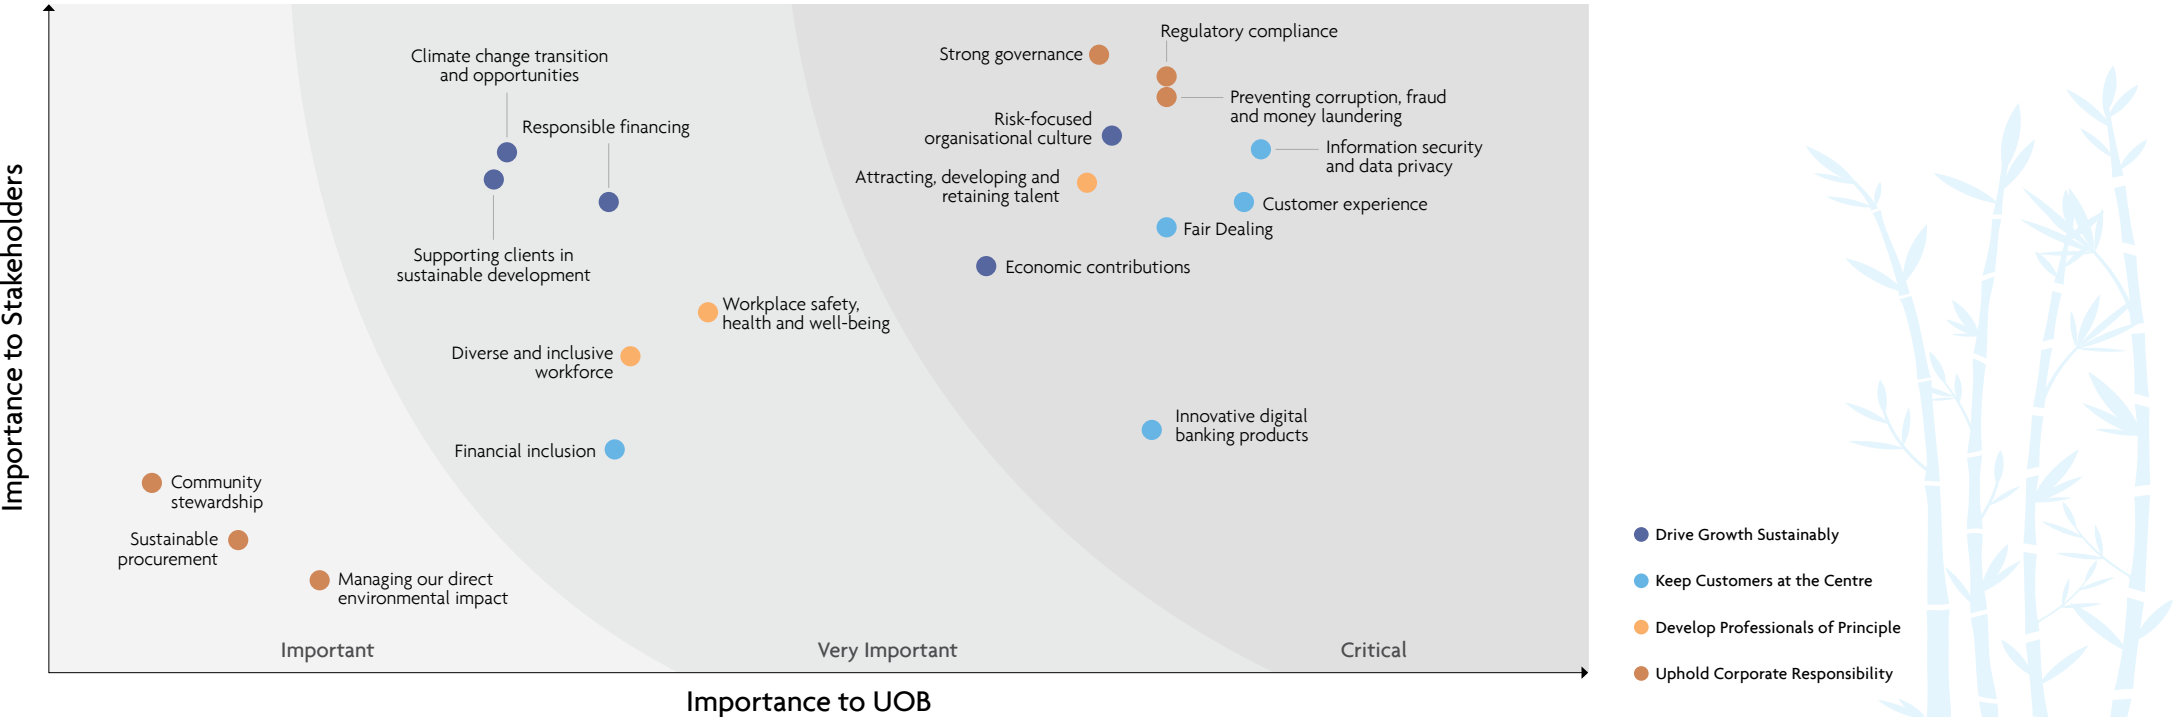 Importance to Stakeholders
Climate change transition
and opportunities
Responsible financing
Supporting clients in
sustainable development
Strong governance
Regulatory compliance
Preventing corruption, fraud
and money laundering
Risk-focused
organisational culture
Information security
and data privacy
Attracting, developing and
retaining talent
Customer experience
Fair Dealing
Economic contributions
Workplace safety,
health and well-being
Diverse and inclusive
workforce
Innovative digital
banking products
Financial inclusion
Community
stewardship
Sustainable
procurement
Managing our direct
environmental impact
Important
Very Important
Critical
Importance to UOB
Drive Growth Sustainably
Keep Customers at the Centre
Develop Professionals of Principle
Uphold Corporate Responsibility